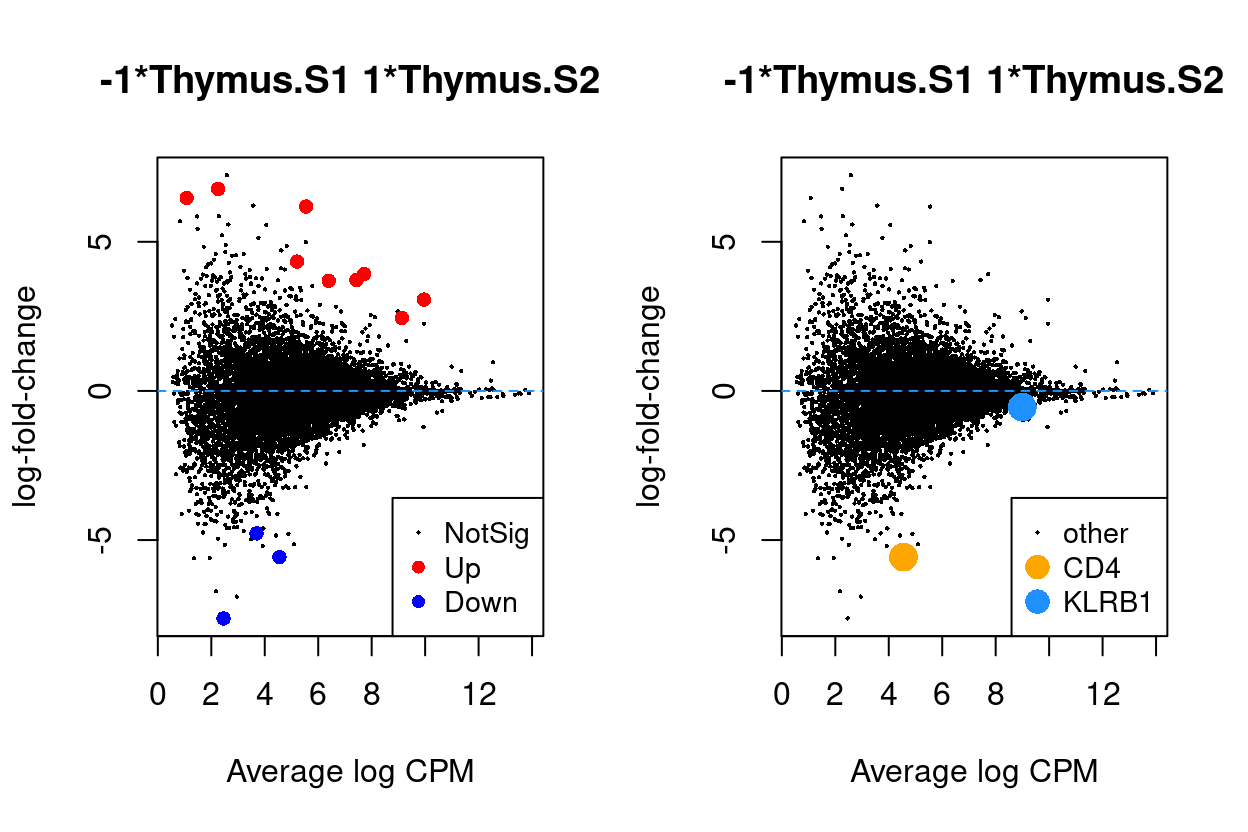 -1*Thymus.S1 1*Thymus.S2
log-fold-change
5
0
-5
NotSig
Up
Down
0 2 4 6 8 12
Average log CPM
-1*Thymus.S1 1*Thymus.S2
log-fold-change
5
0
-5
other
CD4
KLRB1
0 2 4 6 8 12
Average log CPM